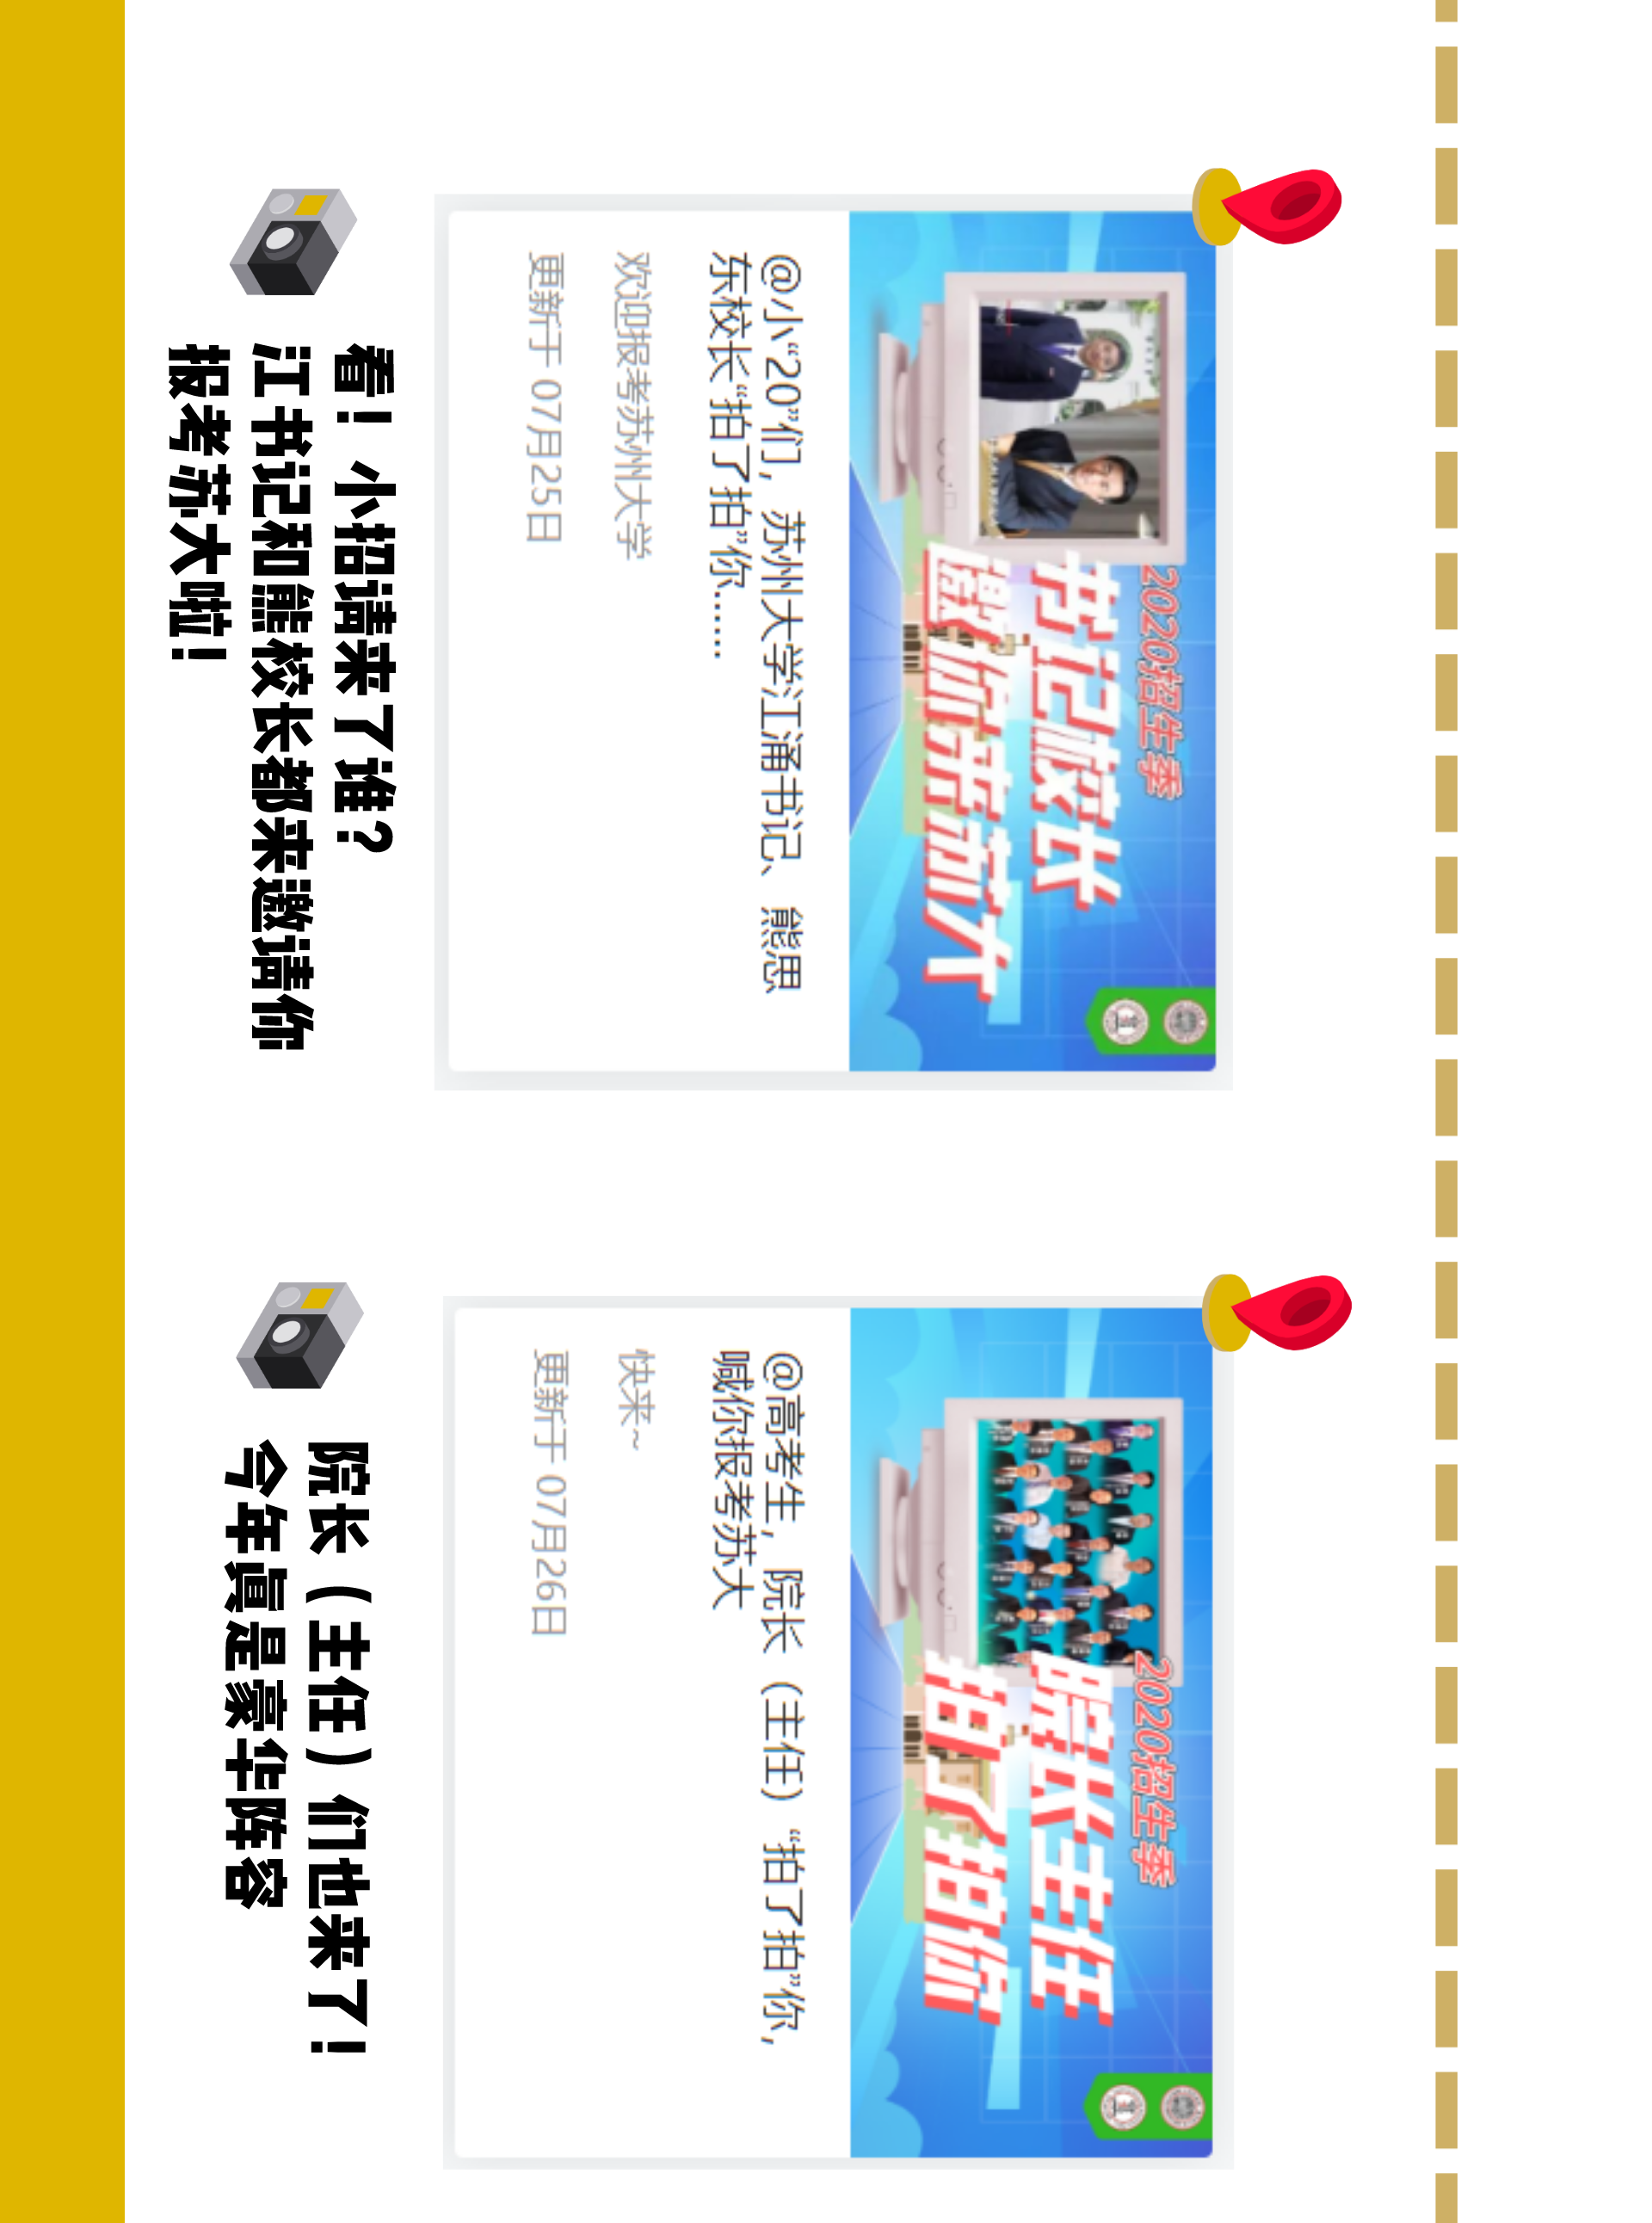 2020招生季
书记校长
邀你来苏大
@小“20”们，苏州大学江涌书记、熊思
东校长“拍了拍”你……
欢迎报考苏州大学
更新于 07月25日
看！小招请来了谁？
江书记和熊校长都来邀请你
报考苏大啦！
2020招生季
院长主任
拍了拍你
@高考生，院长（主任）“拍了拍”你，
喊你报考苏大
快来~
更新于 07月26日
院长（主任）们也来了！
今年真是豪华阵容